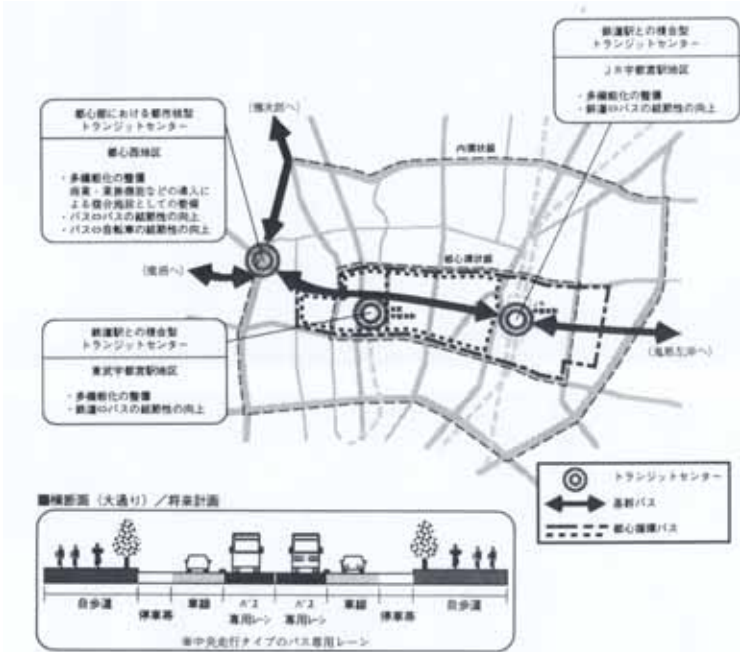 鉄道駅との複合型
トランジットセンター
ＪＲ宇都宮駅地区
・多機能化の整備
・鉄道⇔バスの結節性の向上
都心部における都市核型
トランジットセンター
都心西地区
・多機能化の整備
商業・業務機能などの導入に
よる複合施設としての整備
・バス⇔バスの結節性の向上
・バス⇔自転車の結節性の向上
内環状線
都心環状線
鉄道駅との複合型
トランジットセンター
東武宇都宮駅地区
・多機能化の整備
・鉄道⇔バスの結節性の向上
(鬼怒左岸へ)
トランジットセンター
基幹バス
都心循環バス
■横断面（大通り）／将来計画
自歩道
停車帯
車線
バス
専用レーン
バス
専用レーン
車線
停車帯
自歩道
※中央走行タイプのバス専用レーン